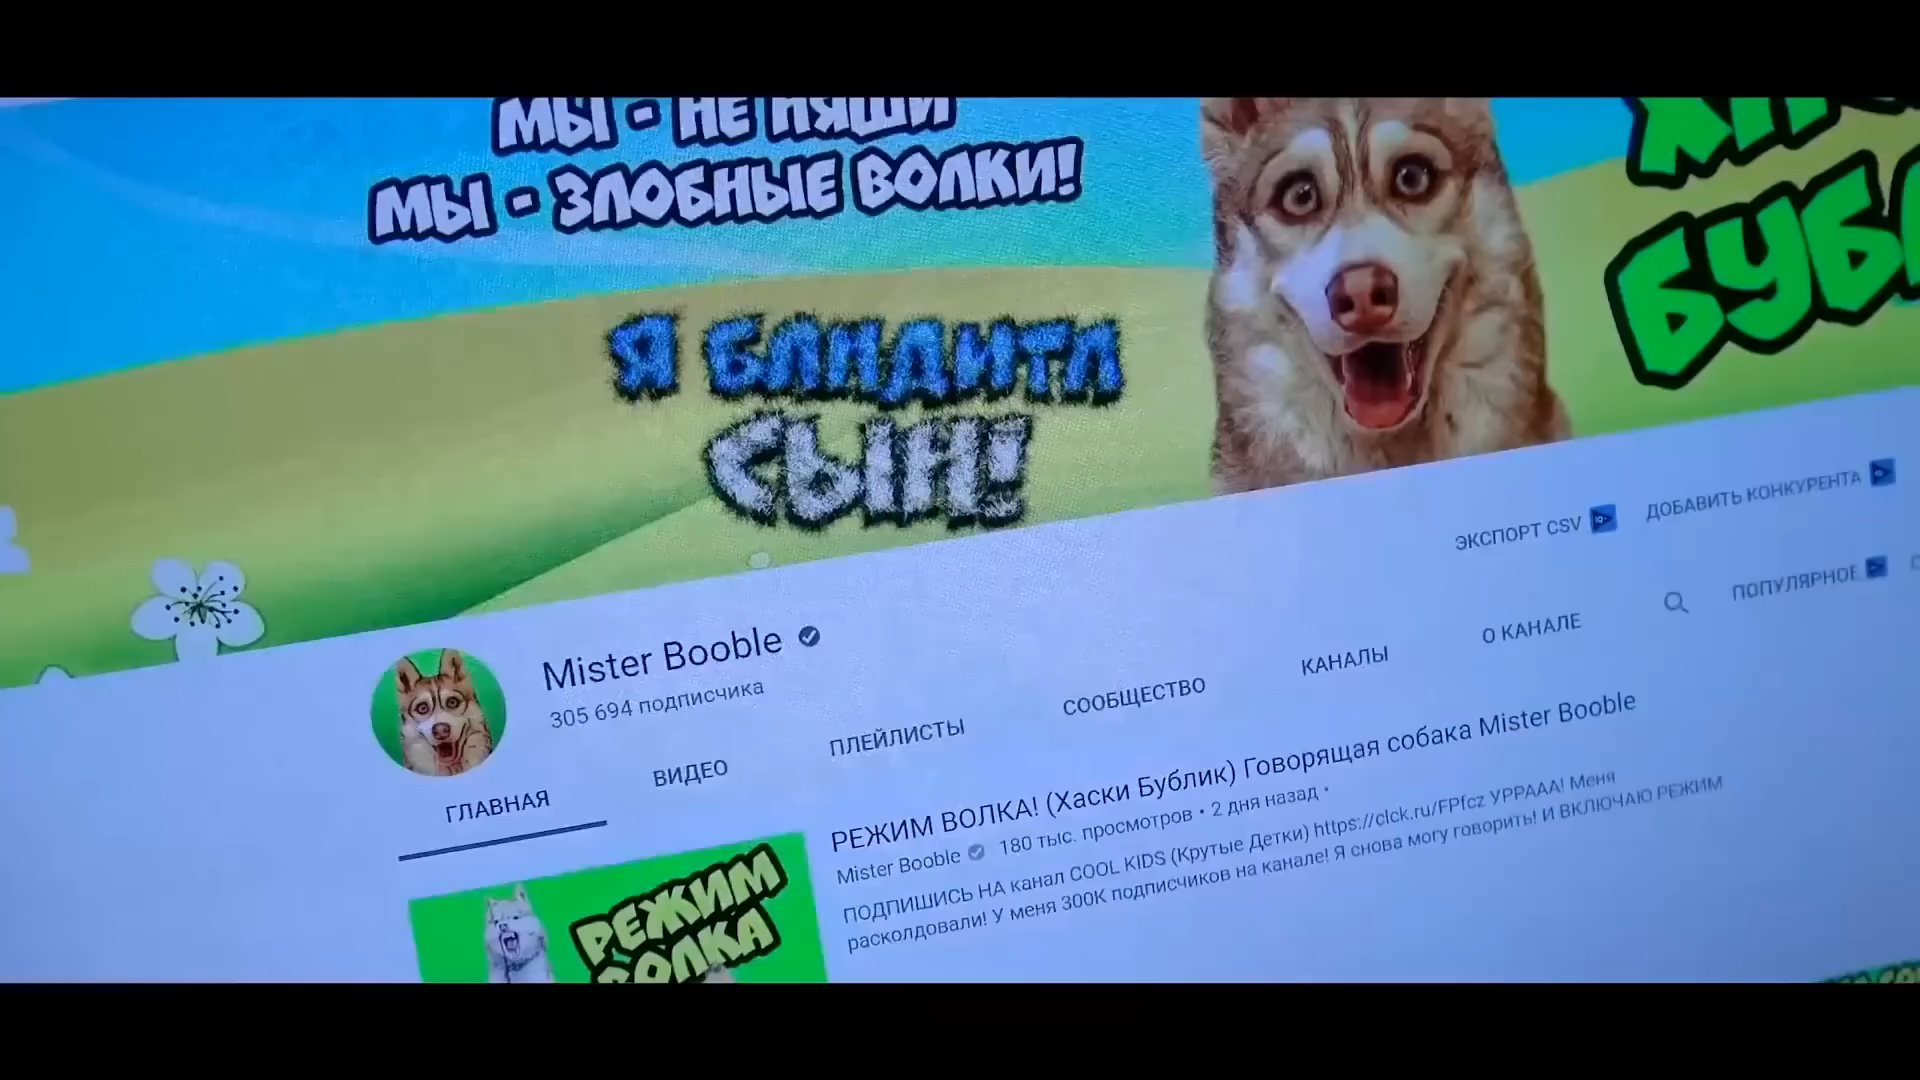 МЫ - НЕ НЯШИ
МЫ - ЗЛОБНЫЕ ВОЛКИ!
Я БАНДИТА
СЫН!
ЭКСПОРТ CSV
ДОБАВИТЬ КОНКУРЕНТА
Mister Booble
305 694 подписчика
ГЛАВНАЯ
ВИДЕО
ПЛЕЙЛИСТЫ
СООБЩЕСТВО
КАНАЛЫ
О КАНАЛЕ
ПОПУЛЯРНОЕ
РЕЖИМ ВОЛКА! (Хаски Бублик) Говорящая собака Mister Booble
Mister Booble 180 тыс. просмотров • 2 дня назад •
ПОДПИШИСЬ НА канал COOL KIDS (Крутые Детки) https://clck.ru/FPfcz УРРААА! Меня
расколдовали! У меня 300К подписчиков на канале! Я снова могу говорить! И ВКЛЮЧАЮ РЕЖИМ
РЕЖИМ
ВОЛКА